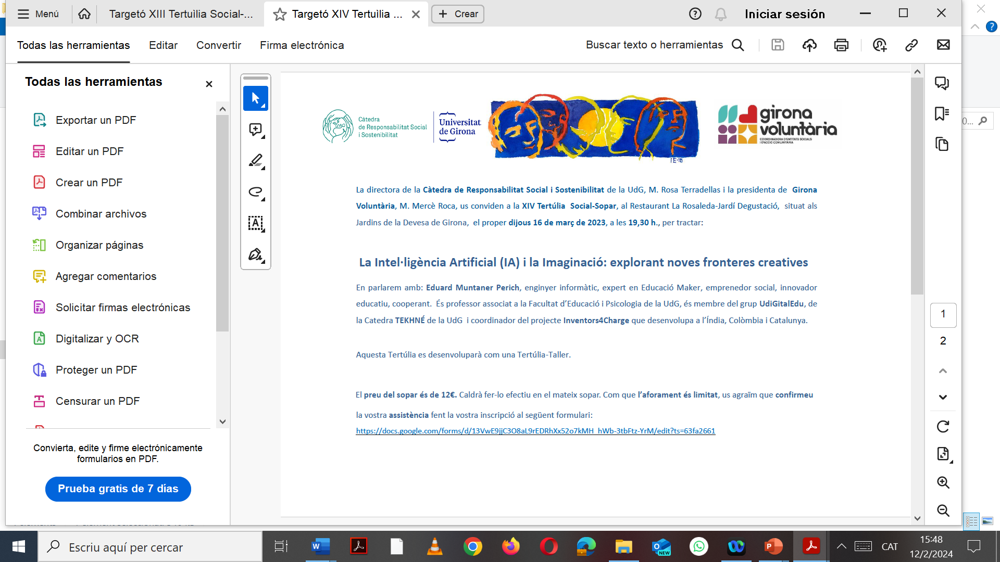 Menú
Targetó XIII Tertuìlia Social-...
Targetó XIV Tertuìlia ...
Crear
Iniciar sesión
Todas las herramientas
Editar
Convertir
Firma electrónica
Buscar texto o herramientas
Todas las herramientas
Exportar un PDF
Editar un PDF
Crear un PDF
Combinar archivos
Organizar páginas
Agregar comentarios
Solicitar firmas electrónicas
Digitalizar y OCR
Proteger un PDF
Censurar un PDF
Convierta, edite y firme electrónicamente
formularios en PDF.
Prueba gratis de 7 días
Càtedra
de Responsabilitat Social
i Sostenibilitat
Universitat
de Girona
IE·18
girona
voluntària
COORDINADORA D'ENTITATS SOCIALS
I D'ACCIÓ COMUNITÀRIA
La directora de la Càtedra de Responsabilitat Social i Sostenibilitat de la UdG, M. Rosa Terradellas i la presidenta de Girona
Voluntària, M. Mercè Roca, us conviden a la XIV Tertúlia Social-Sopar, al Restaurant La Rosaleda-Jardí Degustació, situat als
Jardins de la Devesa de Girona, el proper dijous 16 de març de 2023, a les 19,30 h., per tractar:
La Intel·ligència Artificial (IA) i la Imaginació: explorant noves fronteres creatives
En parlarem amb: Eduard Muntaner Perich, enginyer informàtic, expert en Educació Maker, emprenedor social, innovador
educatiu, cooperant. És professor associat a la Facultat d’Educació i Psicologia de la UdG, és membre del grup UdiGitalEdu, de
la Catedra TEKHNÉ de la UdG i coordinador del projecte Inventors4Charge que desenvolupa a l’Índia, Colòmbia i Catalunya.
Aquesta Tertúlia es desenvoluparà com una Tertúlia-Taller.
El preu del sopar és de 12€. Caldrà fer-lo efectiu en el mateix sopar. Com que l’aforament és limitat, us agraïm que confirmeu
la vostra assistència fent la vostra inscripció al següent formulari:
https://docs.google.com/forms/d/13VwE9jjC3O8aL9rEDRhXx52o7kMH_hWb-3tbFtz-YrM/edit?ts=63fa2661
1
2
0...
Escriu aquí per cercar
NEW
CAT
15:48
12/2/2024